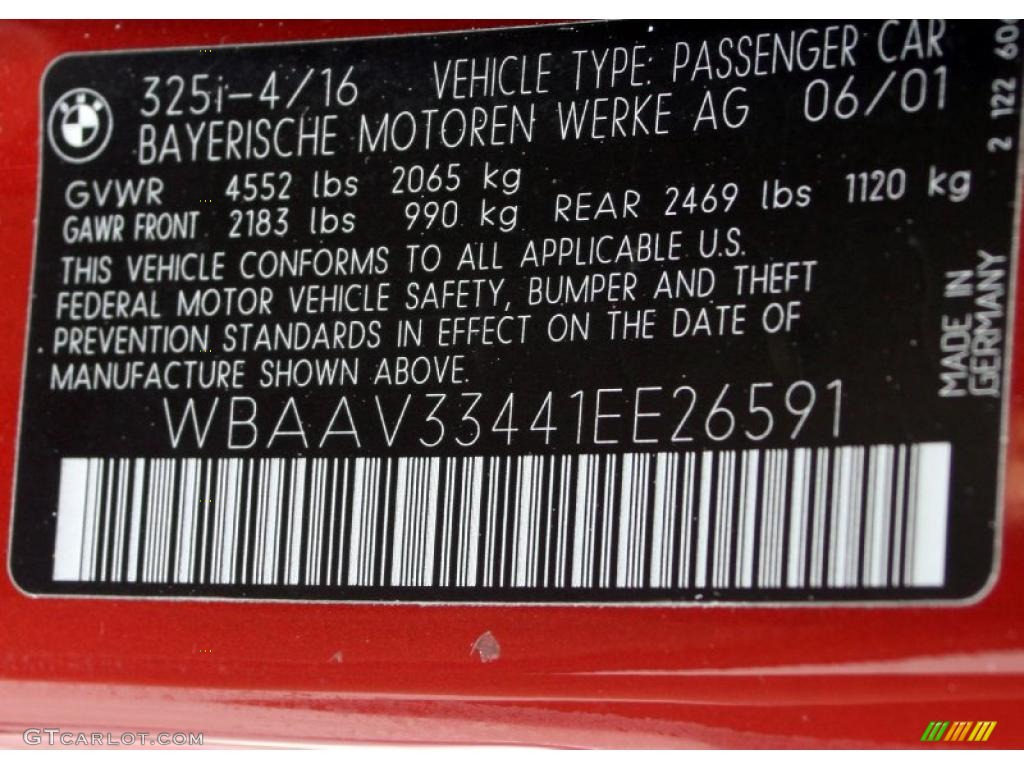 325i-4/16 VEHICLE TYPE: PASSENGER CAR
BAYERISCHE MOTOREN WERKE AG 06/01
GVWR 4552 lbs 2065 kg
GAWR FRONT 2183 lbs 990 kg REAR 2469 lbs 1120 kg
THIS VEHICLE CONFORMS TO ALL APPLICABLE U.S.
FEDERAL MOTOR VEHICLE SAFETY, BUMPER AND THEFT
PREVENTION STANDARDS IN EFFECT ON THE DATE OF
MANUFACTURE SHOWN ABOVE.
WBAAV33441EE26591
2 122
MADE IN
GERMANY
GTCARLOT.COM